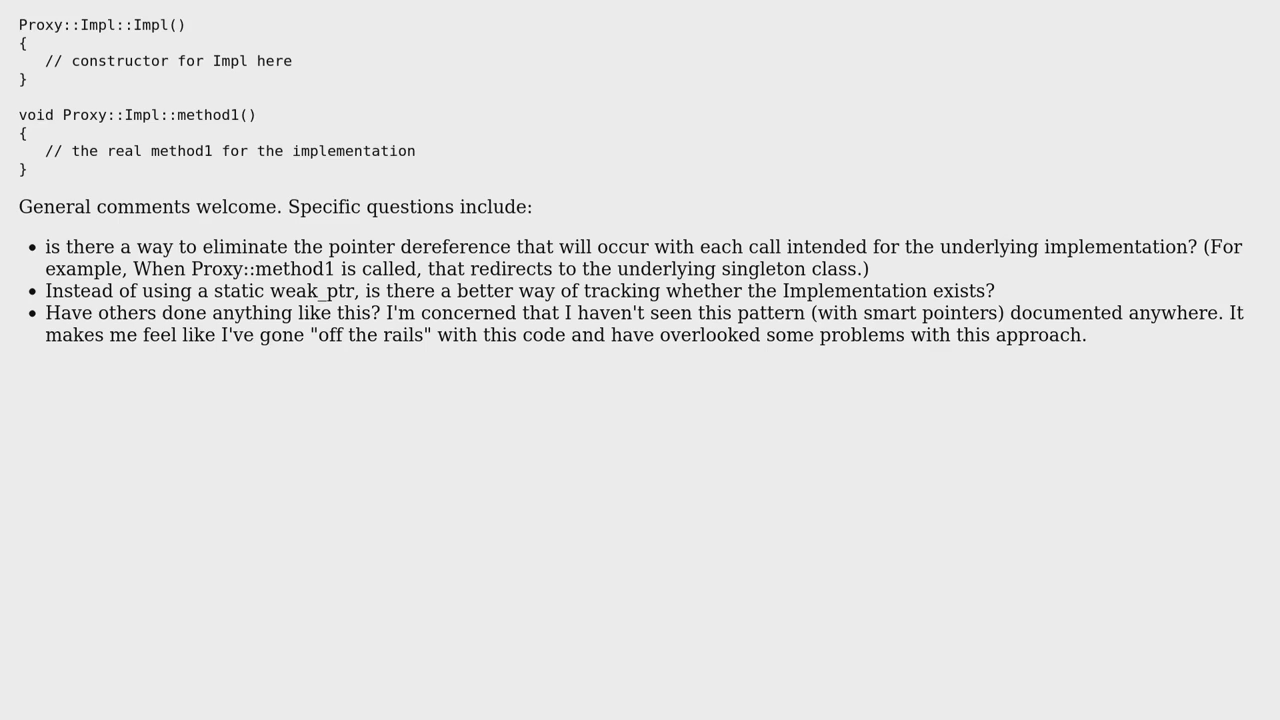 Proxy::Impl::Impl()
{
   // constructor for Impl here
}

void Proxy::Impl::method1()
{
   // the real method1 for the implementation
}

General comments welcome. Specific questions include:

• is there a way to eliminate the pointer dereference that will occur with each call intended for the underlying implementation? (For
example, When Proxy::method1 is called, that redirects to the underlying singleton class.)
• Instead of using a static weak_ptr, is there a better way of tracking whether the Implementation exists?
• Have others done anything like this? I'm concerned that I haven't seen this pattern (with smart pointers) documented anywhere. It
makes me feel like I've gone "off the rails" with this code and have overlooked some problems with this approach.